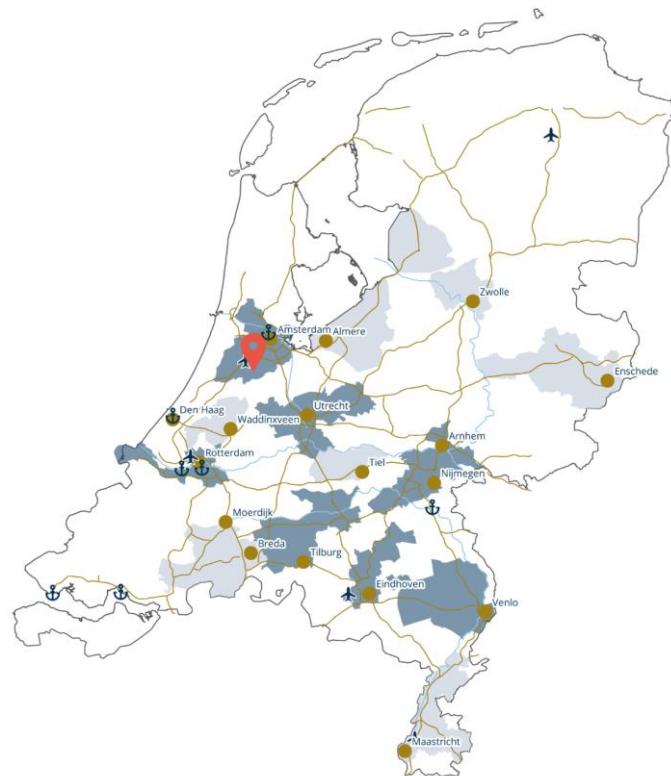 Zwolle
Amsterdam
Almere
Enschede
Den Haag
Utrecht
Waddinxveen
Arnhem
Rotterdam
Tiel
Nijmegen
Moerdijk
Breda
Tilburg
Eindhoven
Venlo
Maastricht